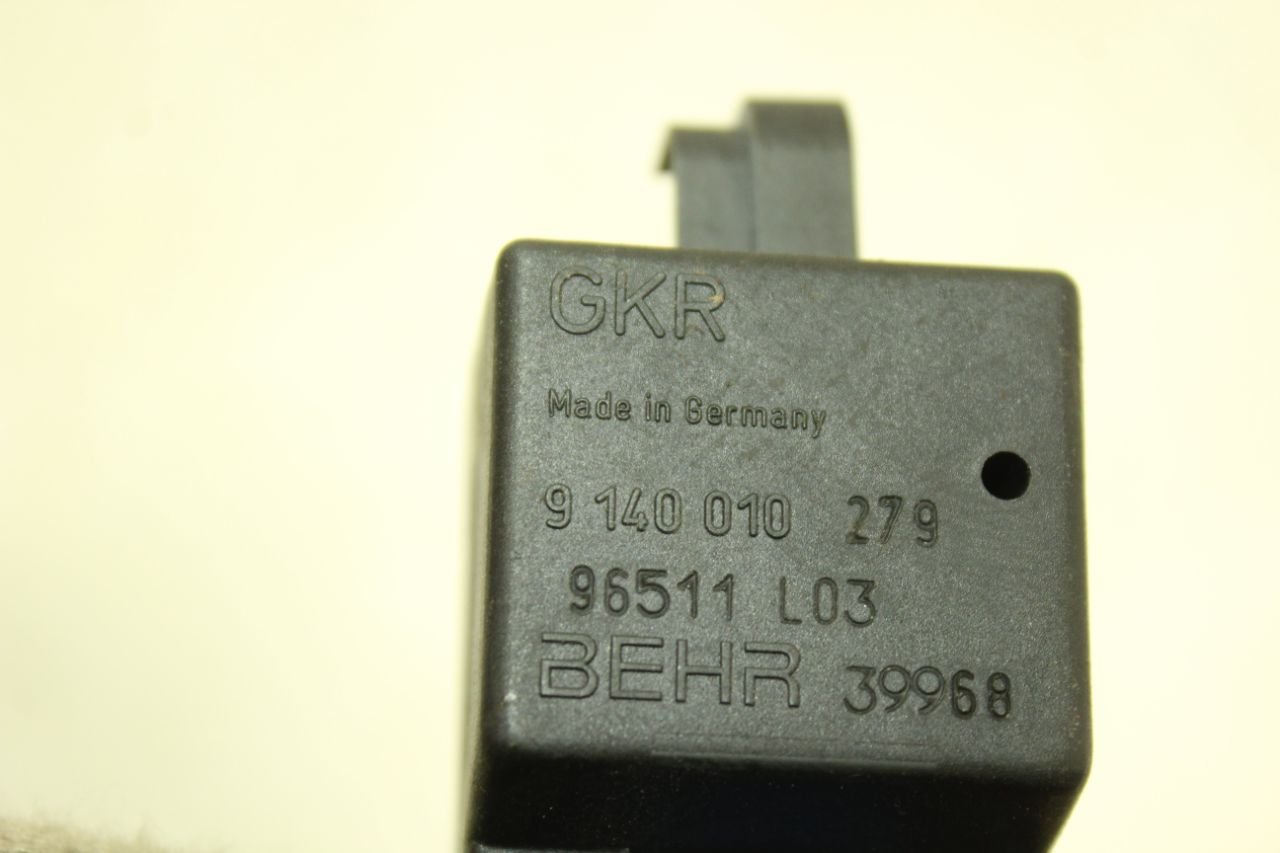 GKR
Made in Germany
9 140 010 279
96511 L03
BEHR 39968